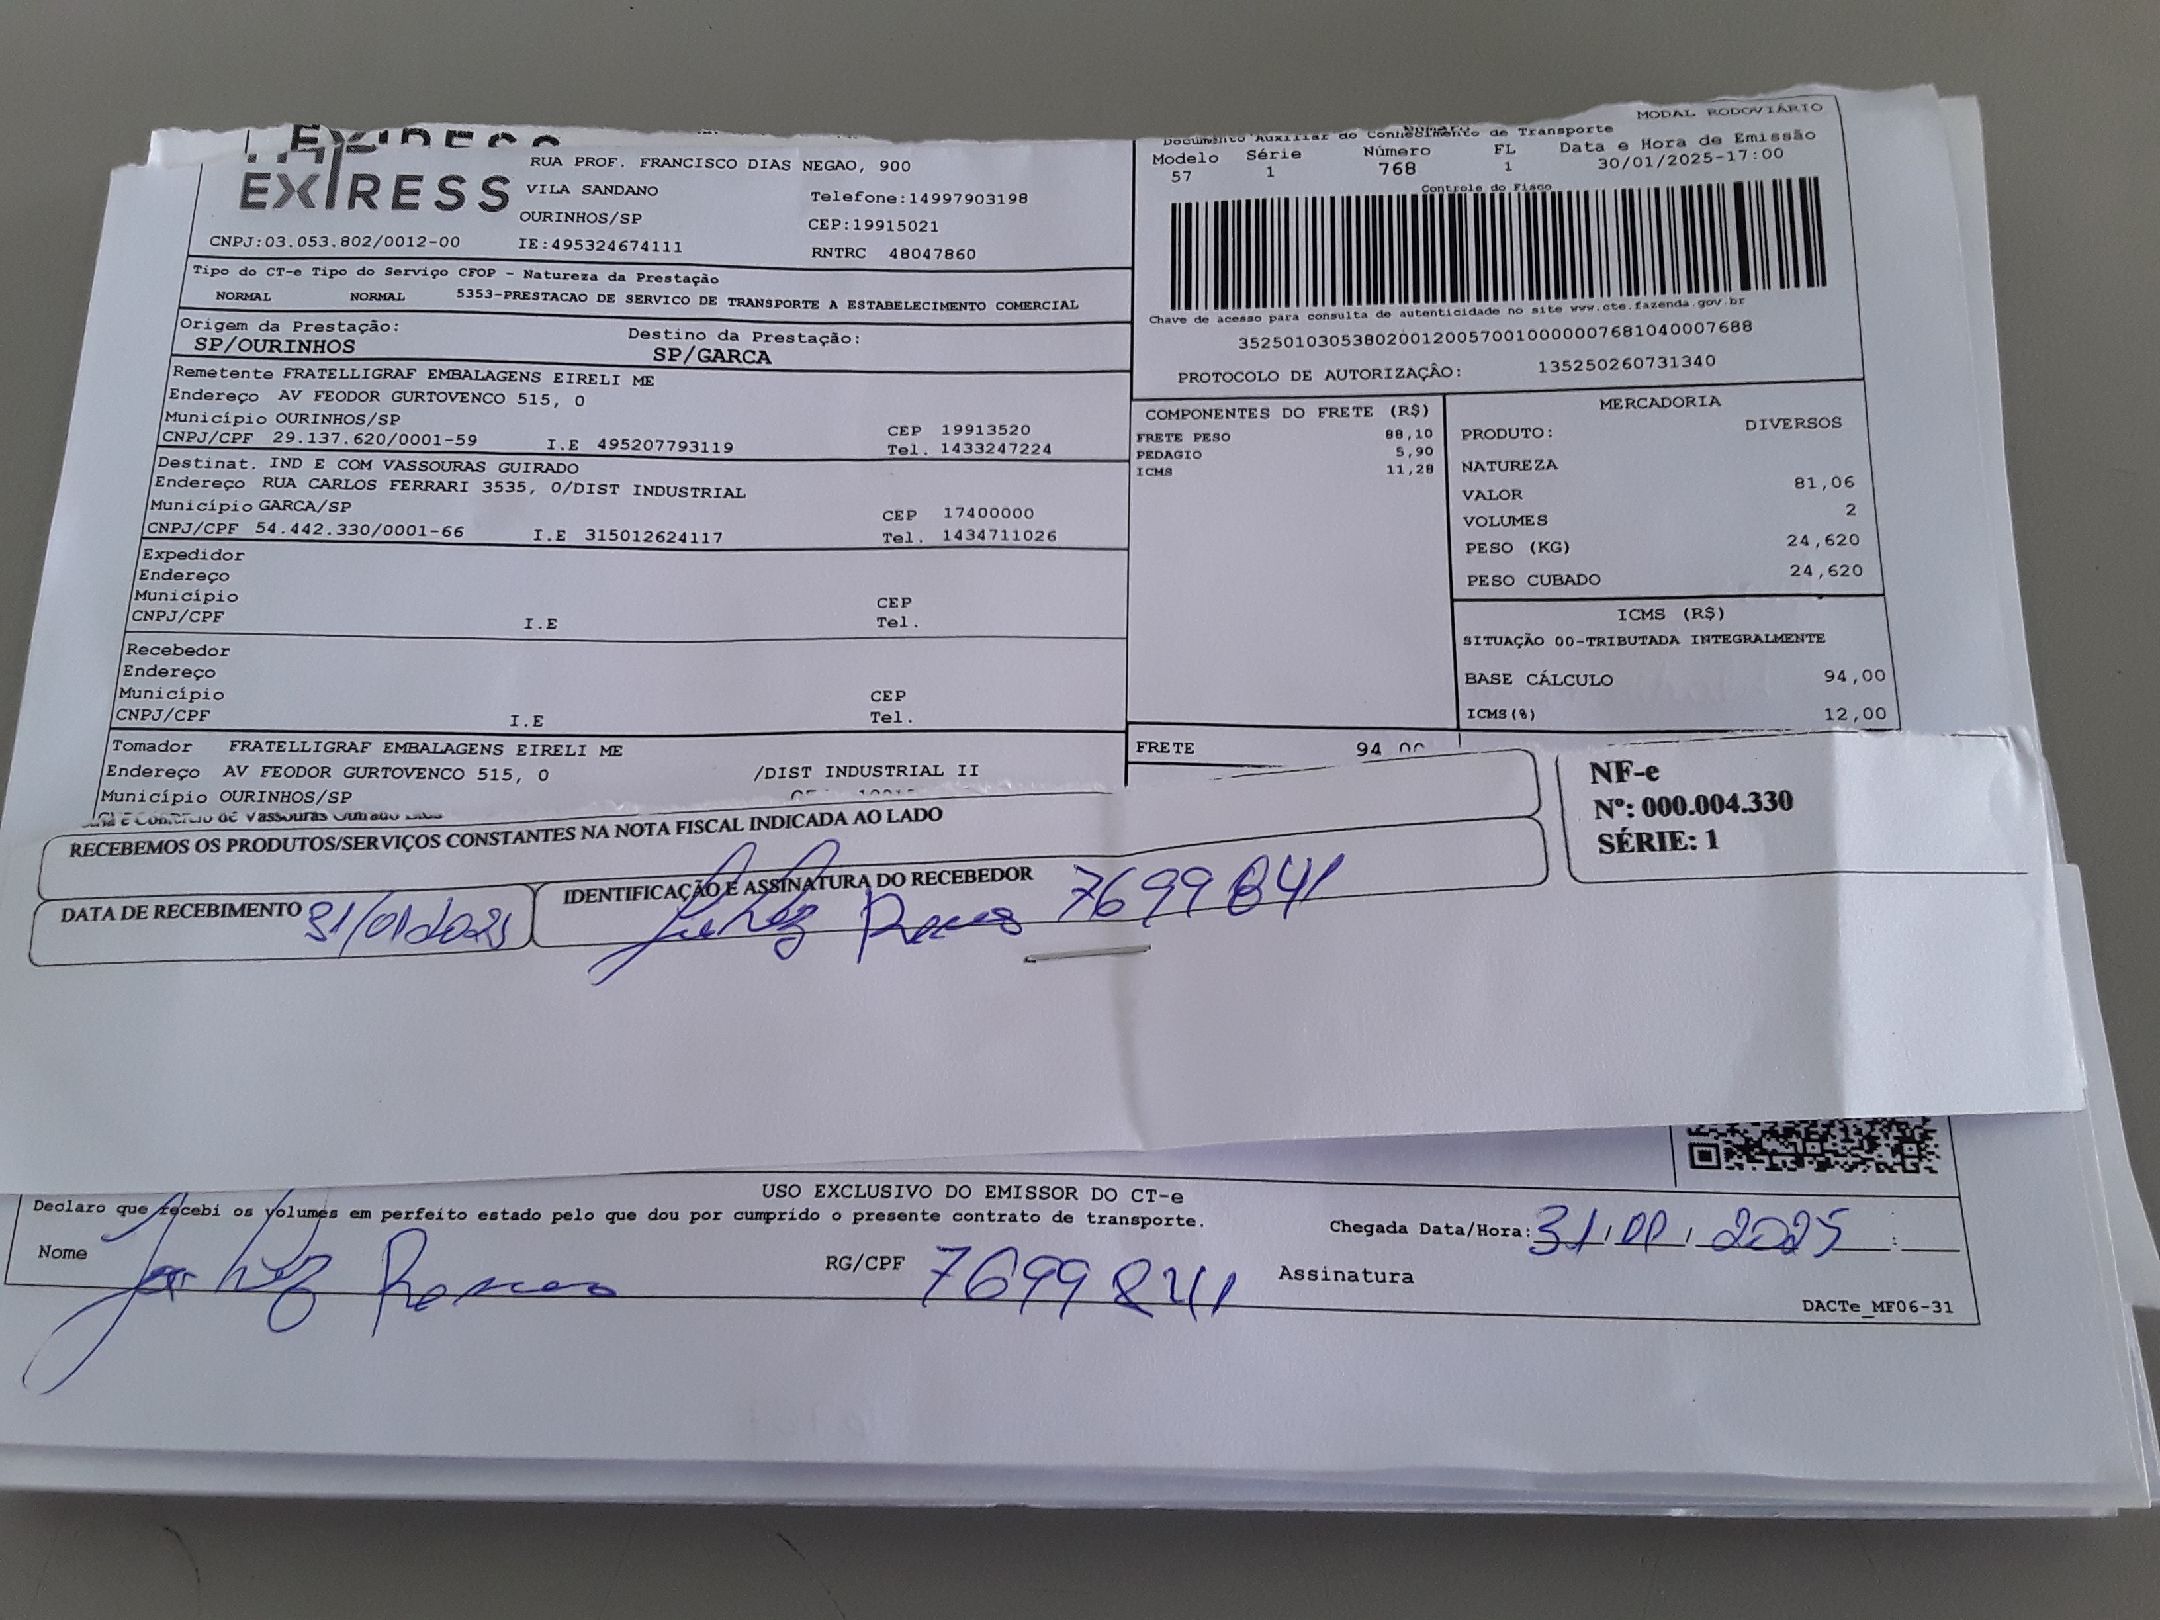 EXPRESS
RUA PROF. FRANCISCO DIAS NEGAO, 900
VILA SANDANO
Telefone:14997903198
OURINHOS/SP
CEP:19915021
CNPJ:03.053.802/0012-00 IE:495324674111
RNTRC 48047860
MODAL RODOVIÁRIO
Documento Auxiliar do Conhecimento de Transporte
Modelo Série Número FL Data e Hora de Emissão
57 1 768 1 30/01/2025-17:00
Controle do Fisco
Chave de acesso para consulta de autenticidade no site www.cte.fazenda.gov.br
35250103053802001200570010000007681040007688
PROTOCOLO DE AUTORIZAÇÃO: 135250260731340
Tipo do CT-e Tipo do Serviço CFOP - Natureza da Prestação
NORMAL NORMAL 5353-PRESTACAO DE SERVICO DE TRANSPORTE A ESTABELECIMENTO COMERCIAL
Origem da Prestação: Destino da Prestação:
SP/OURINHOS SP/GARCA
Remetente FRATELLIGRAF EMBALAGENS EIRELI ME
Endereço AV FEODOR GURTOVENCO 515, 0
Município OURINHOS/SP CEP 19913520
CNPJ/CPF 29.137.620/0001-59 I.E 495207793119 Tel. 1433247224
Destinat. IND E COM VASSOURAS GUIRADO
Endereço RUA CARLOS FERRARI 3535, 0/DIST INDUSTRIAL
Município GARCA/SP CEP 17400000
CNPJ/CPF 54.442.330/0001-66 I.E 315012624117 Tel. 1434711026
Expedidor
Endereço
Município CEP
CNPJ/CPF I.E Tel.
Recebedor
Endereço
Município CEP
CNPJ/CPF I.E Tel.
Tomador FRATELLIGRAF EMBALAGENS EIRELI ME
Endereço AV FEODOR GURTOVENCO 515, 0 /DIST INDUSTRIAL II
Município OURINHOS/SP
COMPONENTES DO FRETE (R$)
FRETE PESO 88,10
PEDAGIO 5,90
ICMS 11,28
FRETE 94,00
MERCADORIA
PRODUTO: DIVERSOS
NATUREZA
VALOR 81,06
VOLUMES 2
PESO (KG) 24,620
PESO CUBADO 24,620
ICMS (R$)
SITUAÇÃO 00-TRIBUTADA INTEGRALMENTE
BASE CÁLCULO 94,00
ICMS(%) 12,00
RECEBEMOS OS PRODUTOS/SERVIÇOS CONSTANTES NA NOTA FISCAL INDICADA AO LADO
DATA DE RECEBIMENTO 31/01/2025
IDENTIFICAÇÃO E ASSINATURA DO RECEBEDOR 7699841
NF-e
Nº: 000.004.330
SÉRIE: 1
USO EXCLUSIVO DO EMISSOR DO CT-e
Declaro que recebi os volumes em perfeito estado pelo que dou por cumprido o presente contrato de transporte.
Chegada Data/Hora: 31/01/2025 :
Nome RG/CPF 7699841 Assinatura
DACTe_MF06-31